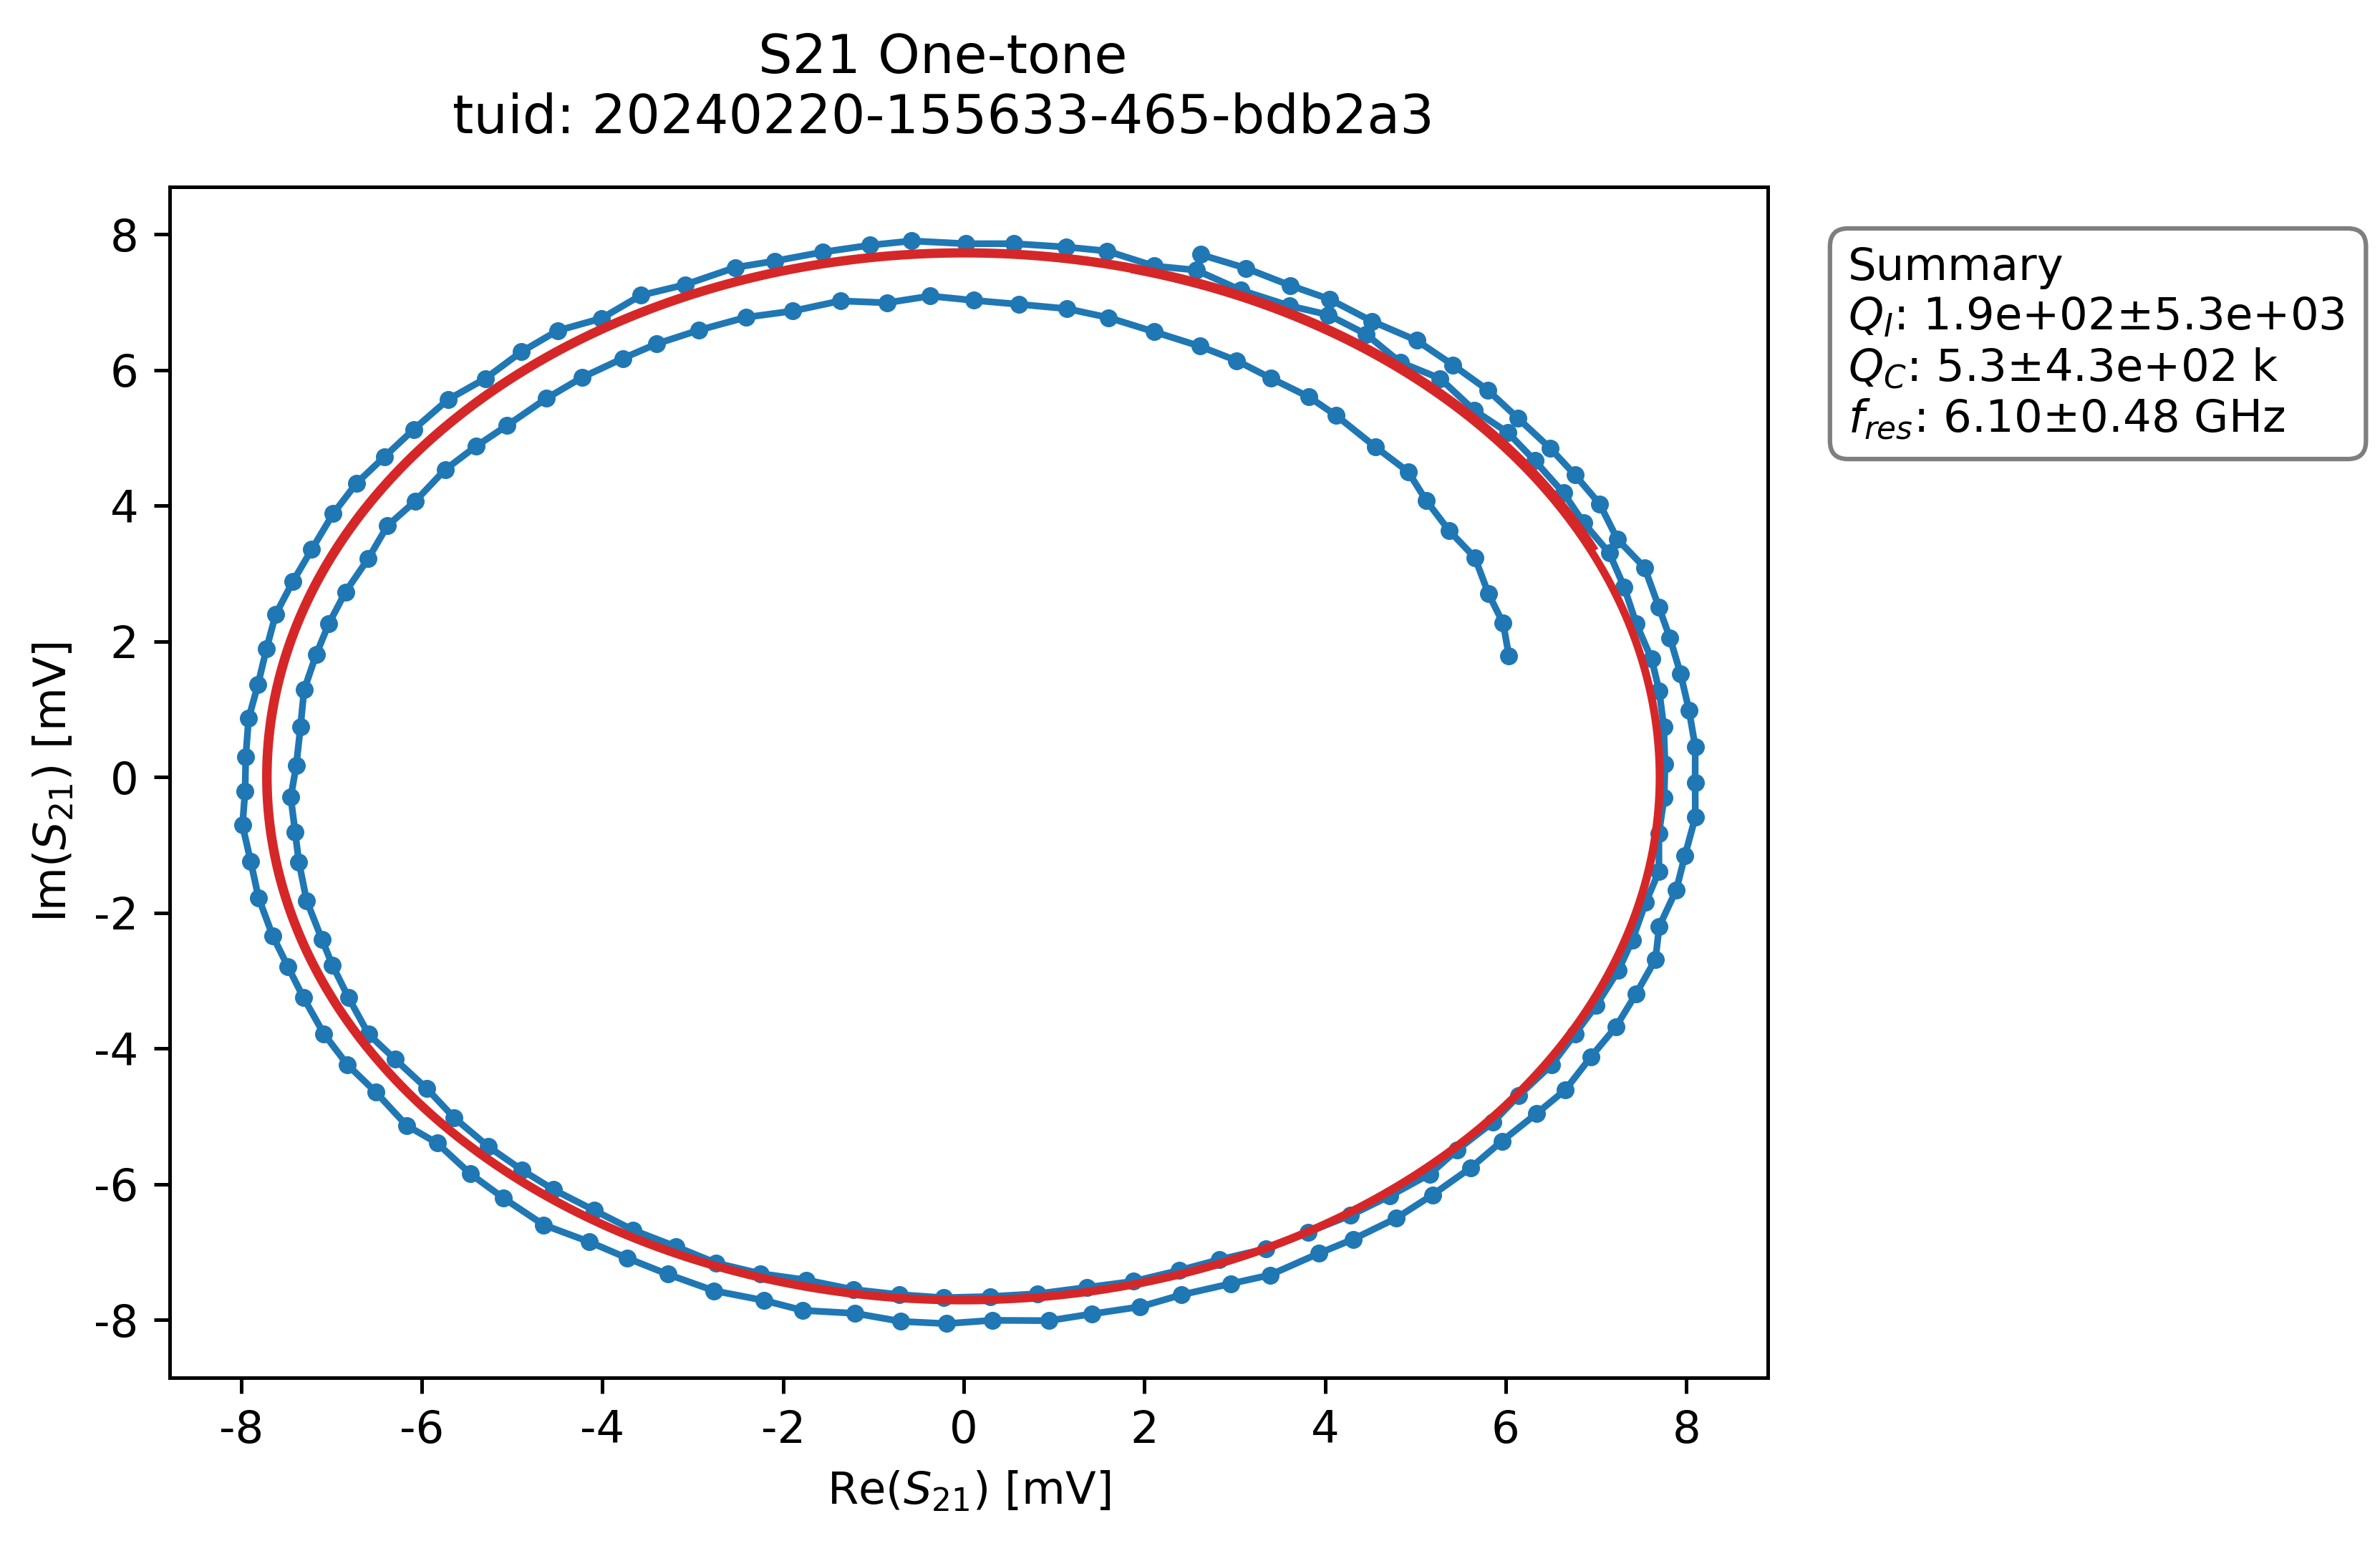 S21 One-tone
tuid: 20240220-155633-465-bdb2a3
8
6
4
2
0
-2
-4
-6
-8
Im(S21) [mV]
-8 -6 -4 -2 0 2 4 6 8
Re(S21) [mV]
Summary
Ql: 1.9e+02±5.3e+03
QC: 5.3±4.3e+02 k
fres: 6.10±0.48 GHz